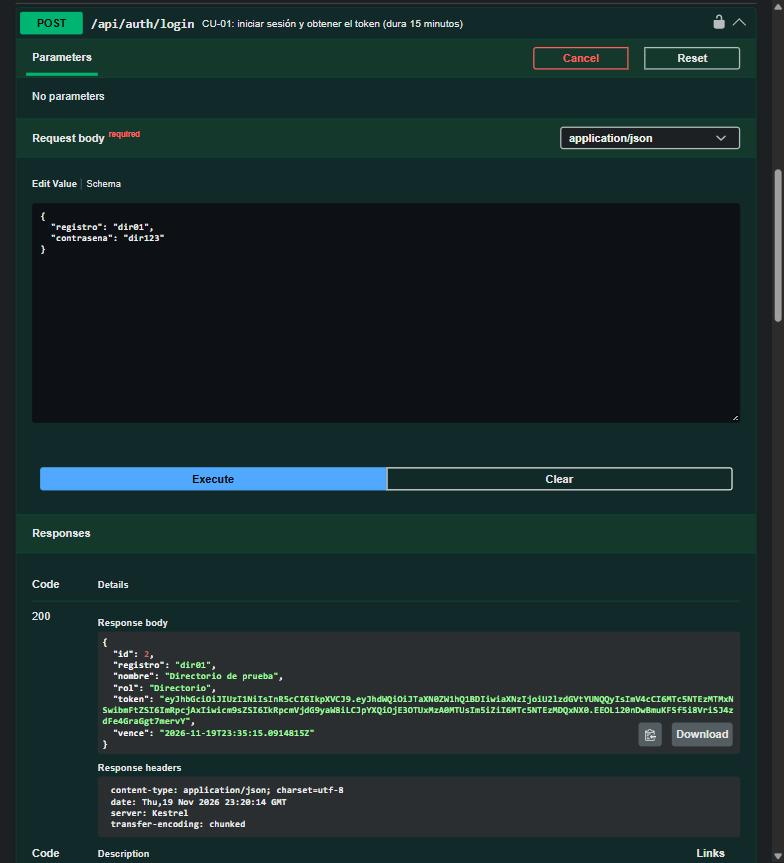 POST /api/auth/login CU-01: iniciar sesión y obtener el token (dura 15 minutos)
Parameters
Cancel
Reset
No parameters
Request body required
application/json
Edit Value | Schema
{
"registro": "dir01",
"contrasena": "dir123"
}
Execute
Clear
Responses
Code Details
200
Response body
{
"id": 2,
"registro": "dir01",
"nombre": "Directorio de prueba",
"rol": "Directorio",
"token":
"vence": "2026-11-19T23:35:15.0914815Z"
}
Download
Response headers
content-type: application/json; charset=utf-8
date: Thu,19 Nov 2026 23:20:14 GMT
server: Kestrel
transfer-encoding: chunked
Code Description Links